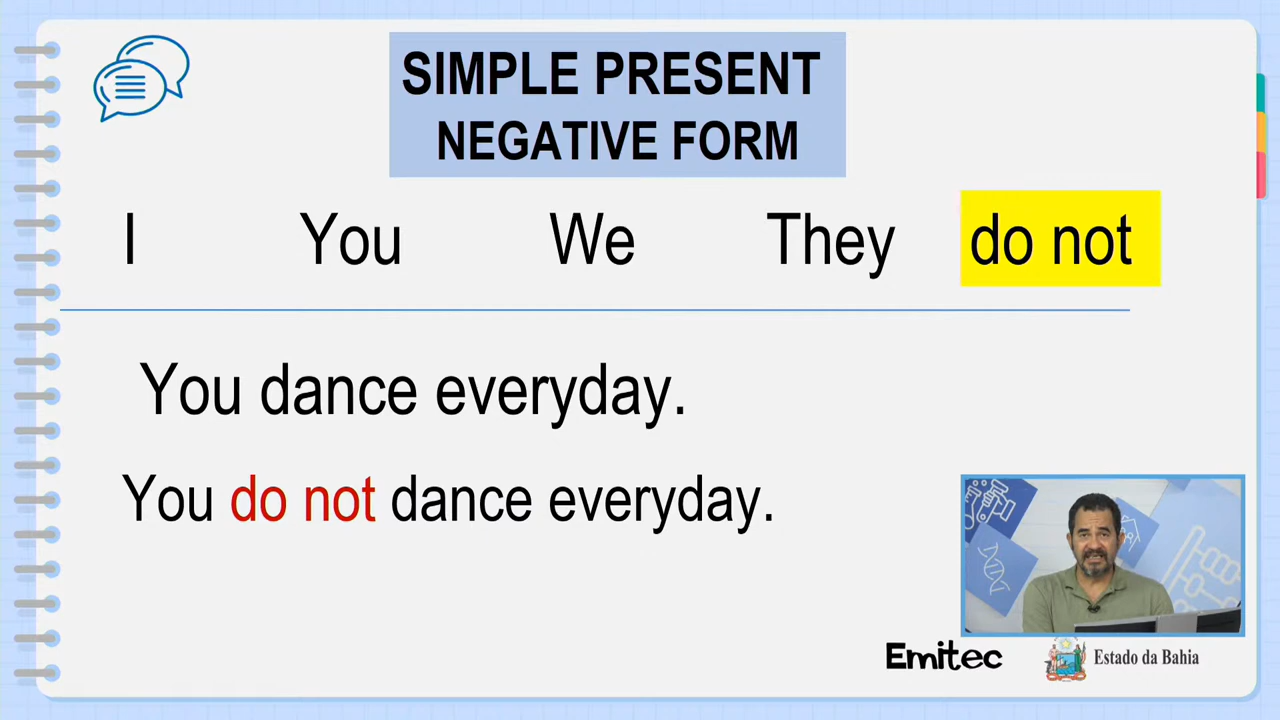 SIMPLE PRESENT
NEGATIVE FORM
I You We They do not
You dance everyday.
You do not dance everyday.
Emitec
Estado da Bahia